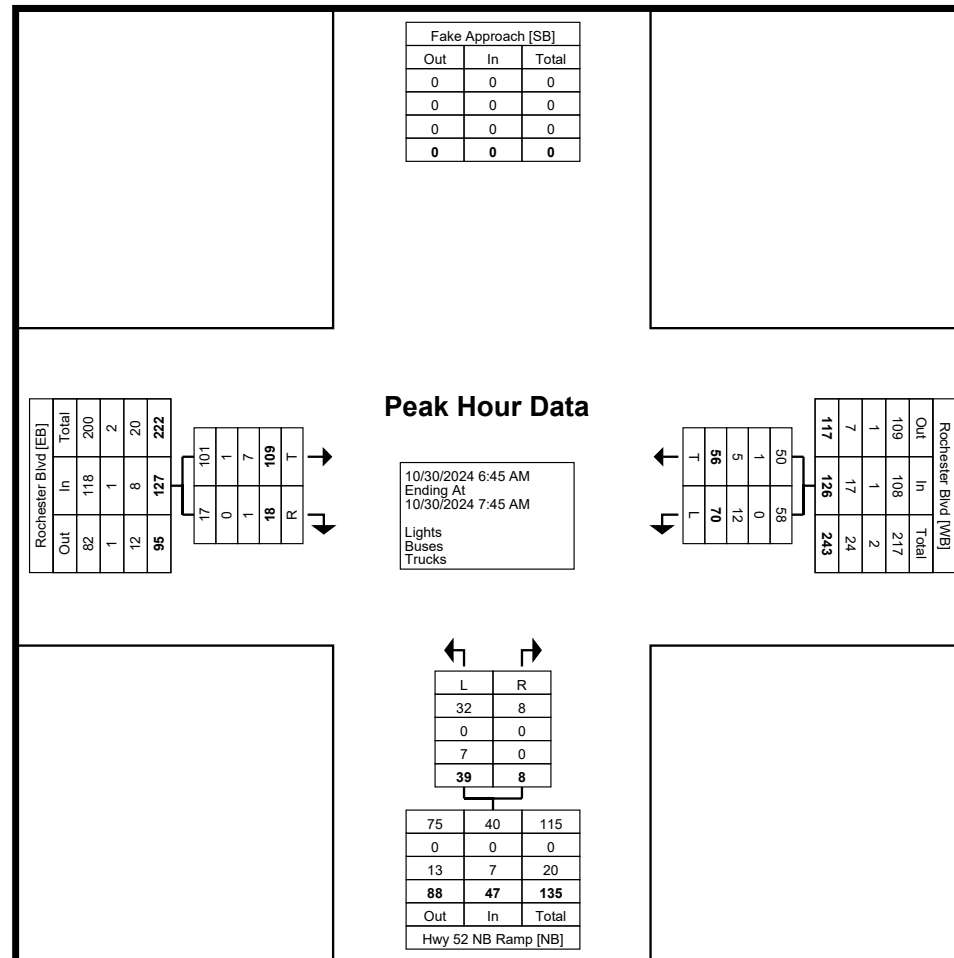 Fake Approach [SB]
Out In Total
0 0 0
0 0 0
0 0 0
0 0 0
Peak Hour Data
Rochester Blvd [EB]
Total 200 2 20 222
In 118 1 8 127
Out 82 1 12 95
101 1 7 109 T
17 0 1 18 R
10/30/2024 6:45 AM
Ending At
10/30/2024 7:45 AM
Lights
Buses
Trucks
T 56 5 1 50
L 70 12 0 58
117 7 1 109 Out
126 17 1 108 In
243 24 2 217 Total
Rochester Blvd [WB]
L R
32 8
0 0
7 0
39 8
75 40 115
0 0 0
13 7 20
88 47 135
Out In Total
Hwy 52 NB Ramp [NB]